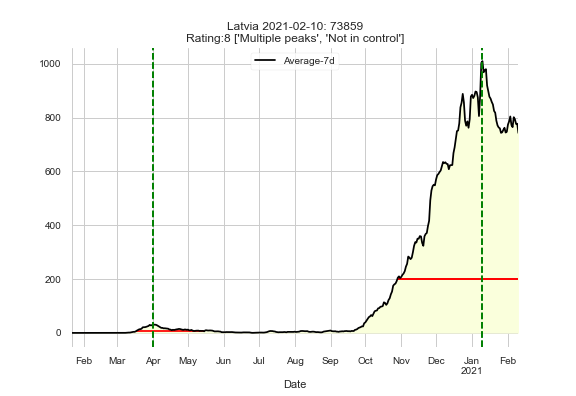 Latvia 2021-02-10: 73859
Rating:8 ['Multiple peaks', 'Not in control']
Average-7d
1000
800
600
400
200
0
Feb Mar Apr May Jun Jul Aug Sep Oct Nov Dec Jan Feb
2021
Date